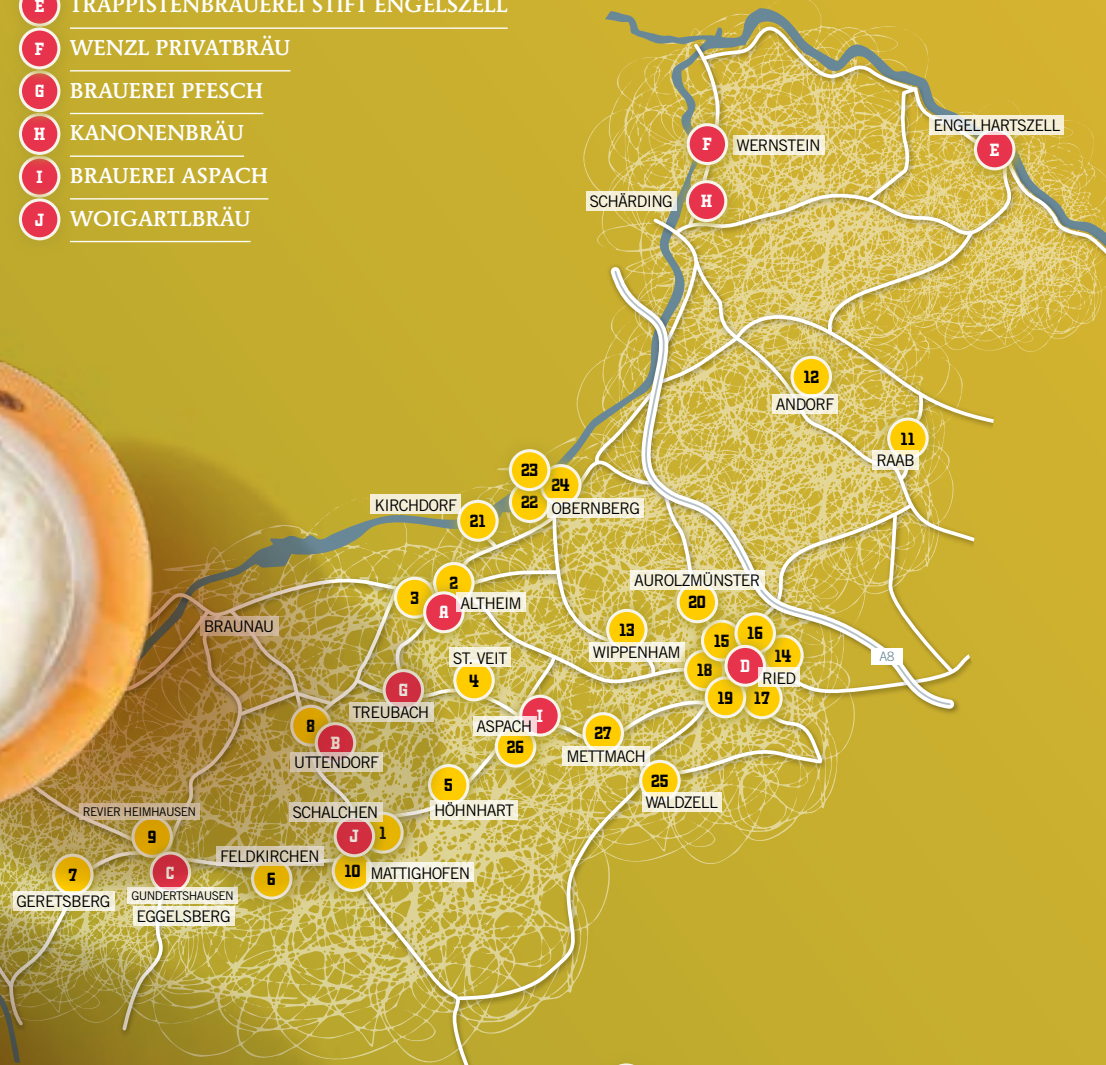 E TRAPPISTENBRAUEREI STIFT ENGELSZELL
F WENZL PRIVATBRÄU
G BRAUEREI PFESCH
H KANONENBRÄU
I BRAUEREI ASPACH
J WOIGARTLBRÄU
ENGELHARTSZELL
E
F WERNSTEIN
SCHÄRDING H
12
ANDORF
11
RAAB
23
24
22
OBERNBERG
KIRCHDORF
21
2
3
A
ALTHEIM
AUROLZMÜNSTER
20
BRAUNAU
13
WIPPENHAM
15
16
14
18
D
RIED
19
17
A8
ST. VEIT
4
G
TREUBACH
I
ASPACH
26
27
METTMACH
8
B
UTTENDORF
25
WALDZELL
5
HÖHNHART
SCHALCHEN
J
1
REVIER HEIMHAUSEN
9
FELDKIRCHEN
6
10 MATTIGHOFEN
7
GERETSBERG
C
GUNDERTSHAUSEN
EGGELSBERG